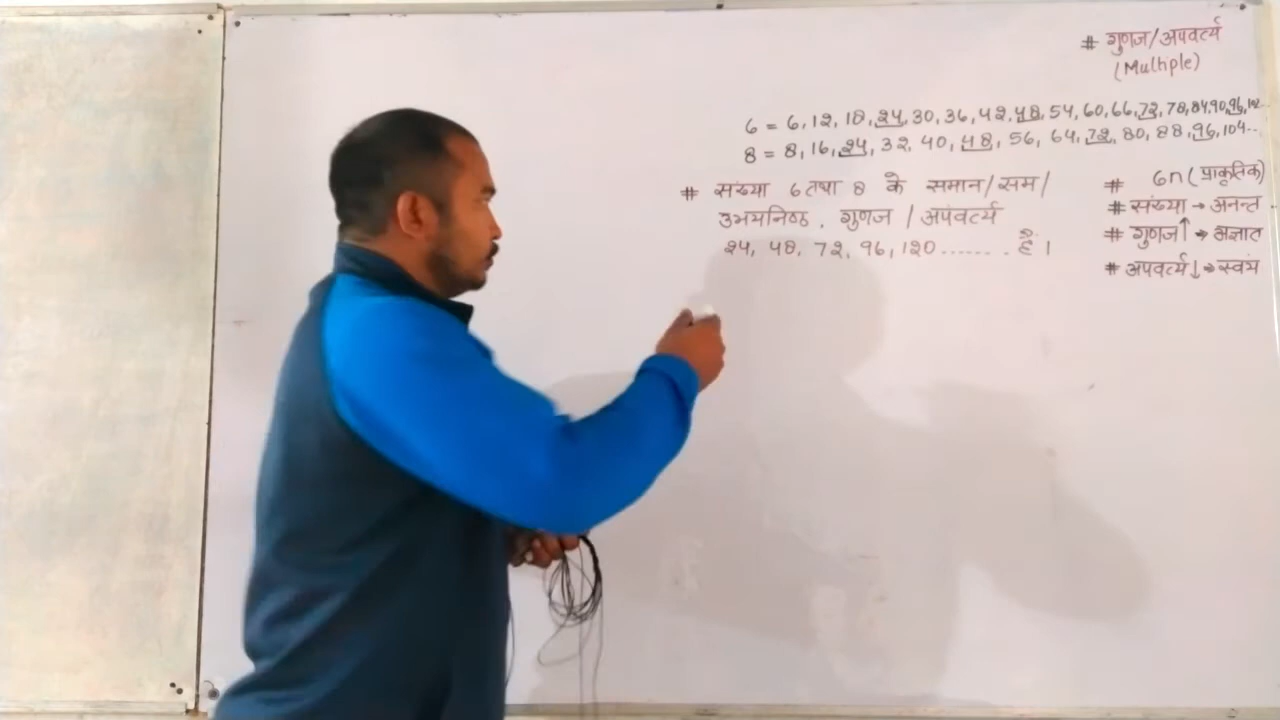 # गुणज/अपवर्त्य
(Multiple)
6 = 6, 12, 18, 24, 30, 36, 42, 48, 54, 60, 66, 72, 78, 84, 90, 96, 102..
8 = 8, 16, 24, 32, 40, 48, 56, 64, 72, 80, 88, 96, 104...
# संख्या 6 तथा 8 के समान/सम/
उभयनिष्ठ, गुणज / अपवर्त्य
24, 48, 72, 96, 120....... है।
# 6n (प्राकृतिक)
# संख्या → अनन्त
# गुणज↑ → अज्ञात
# अपवर्त्य↓ → स्वयं